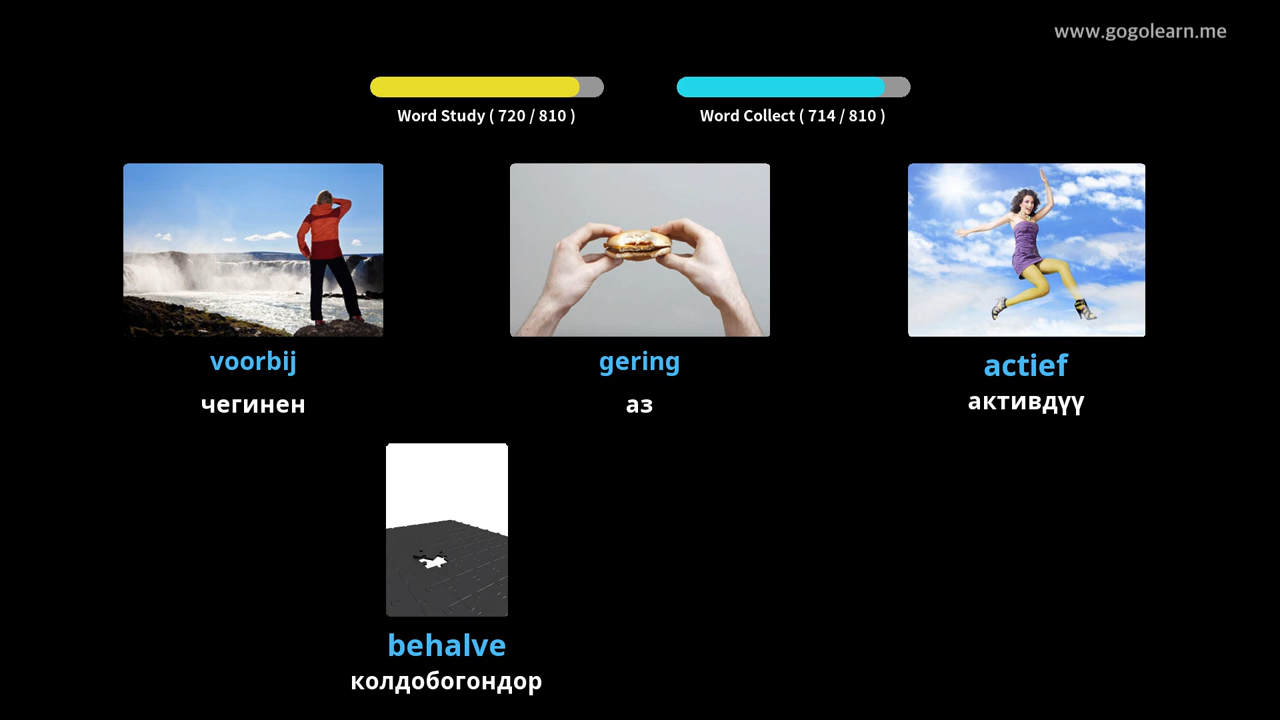 www.gogolearn.me
Word Study ( 720 / 810 )
Word Collect ( 714 / 810 )
voorbij
чегинен
gering
аз
actief
активдүү
behalve
колдобогондор